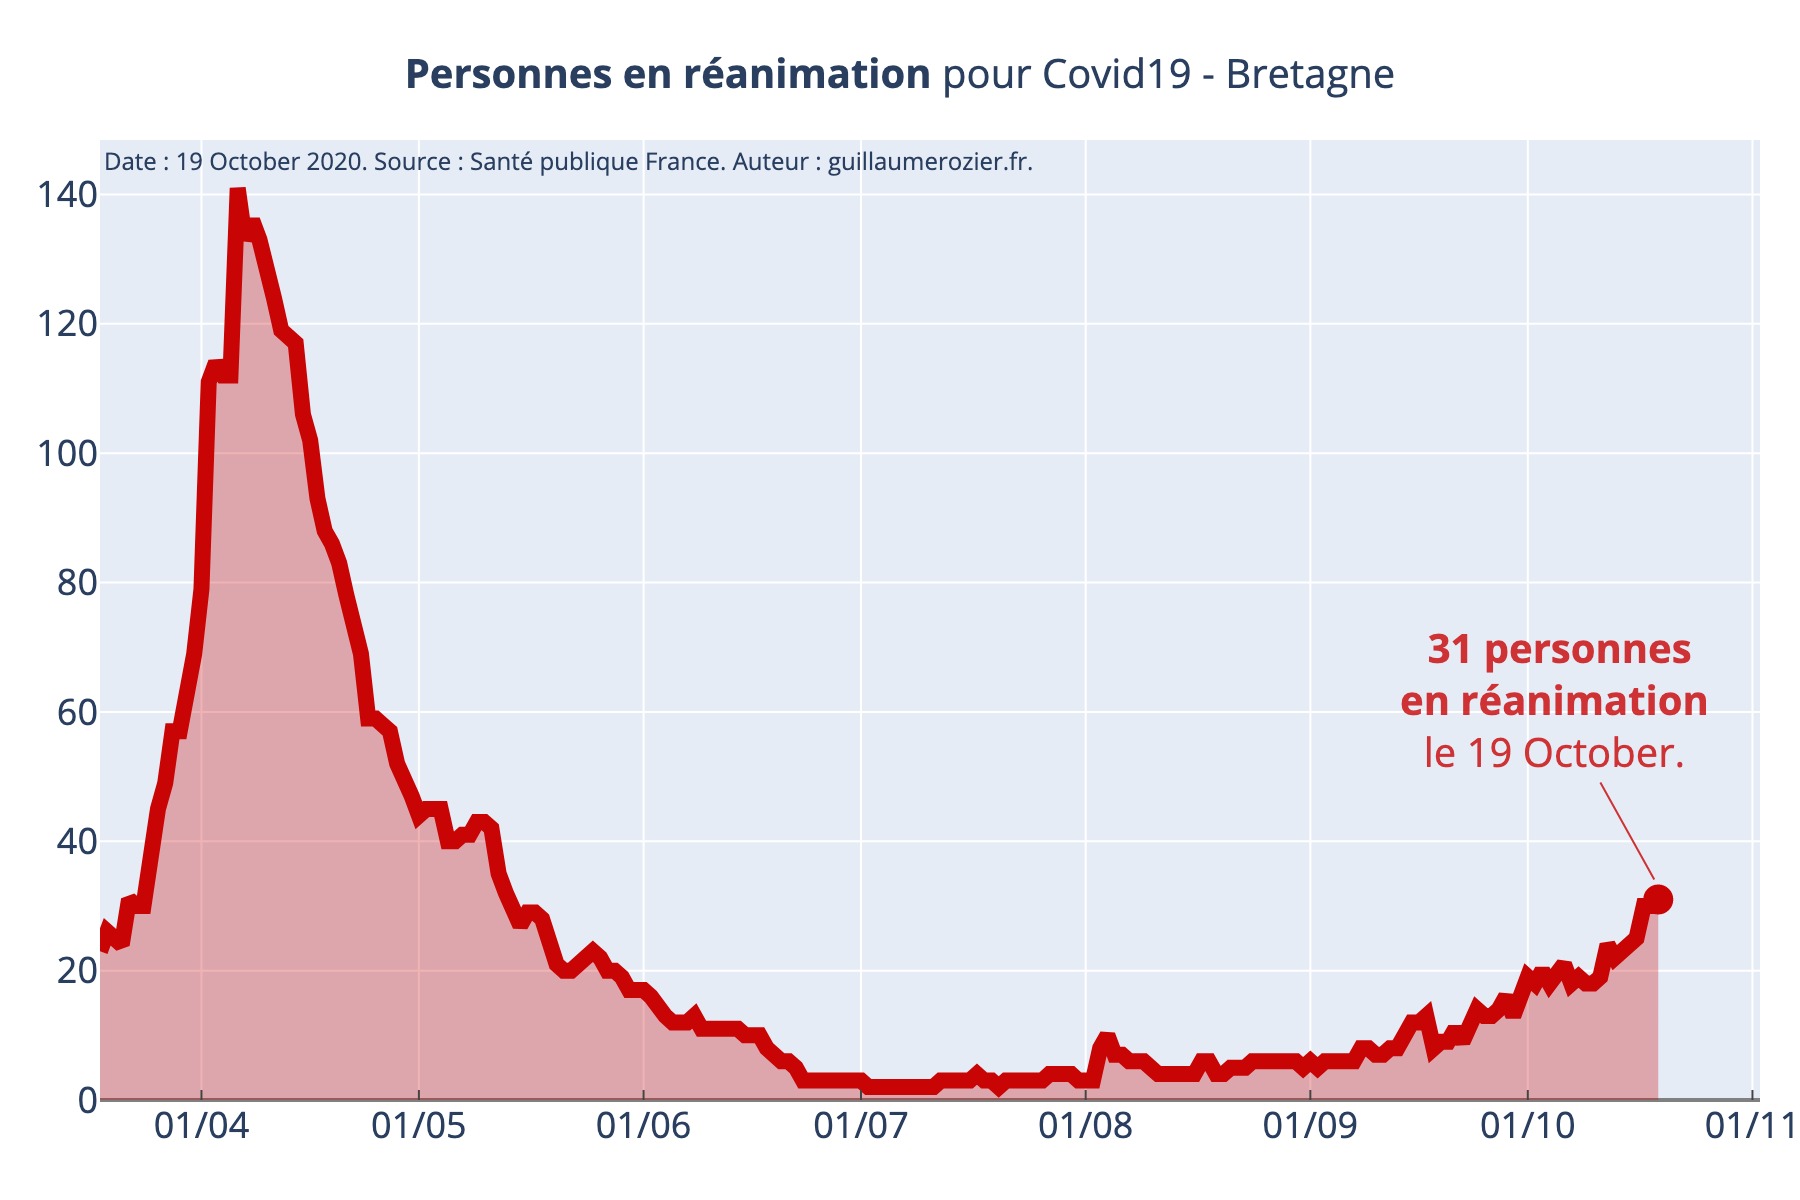 Personnes en réanimation pour Covid19 - Bretagne
Date : 19 October 2020. Source : Santé publique France. Auteur : guillaumerozier.fr.
140
120
100
80
60
40
20
0
31 personnes
en réanimation
le 19 October.
01/04 01/05 01/06 01/07 01/08 01/09 01/10 01/11